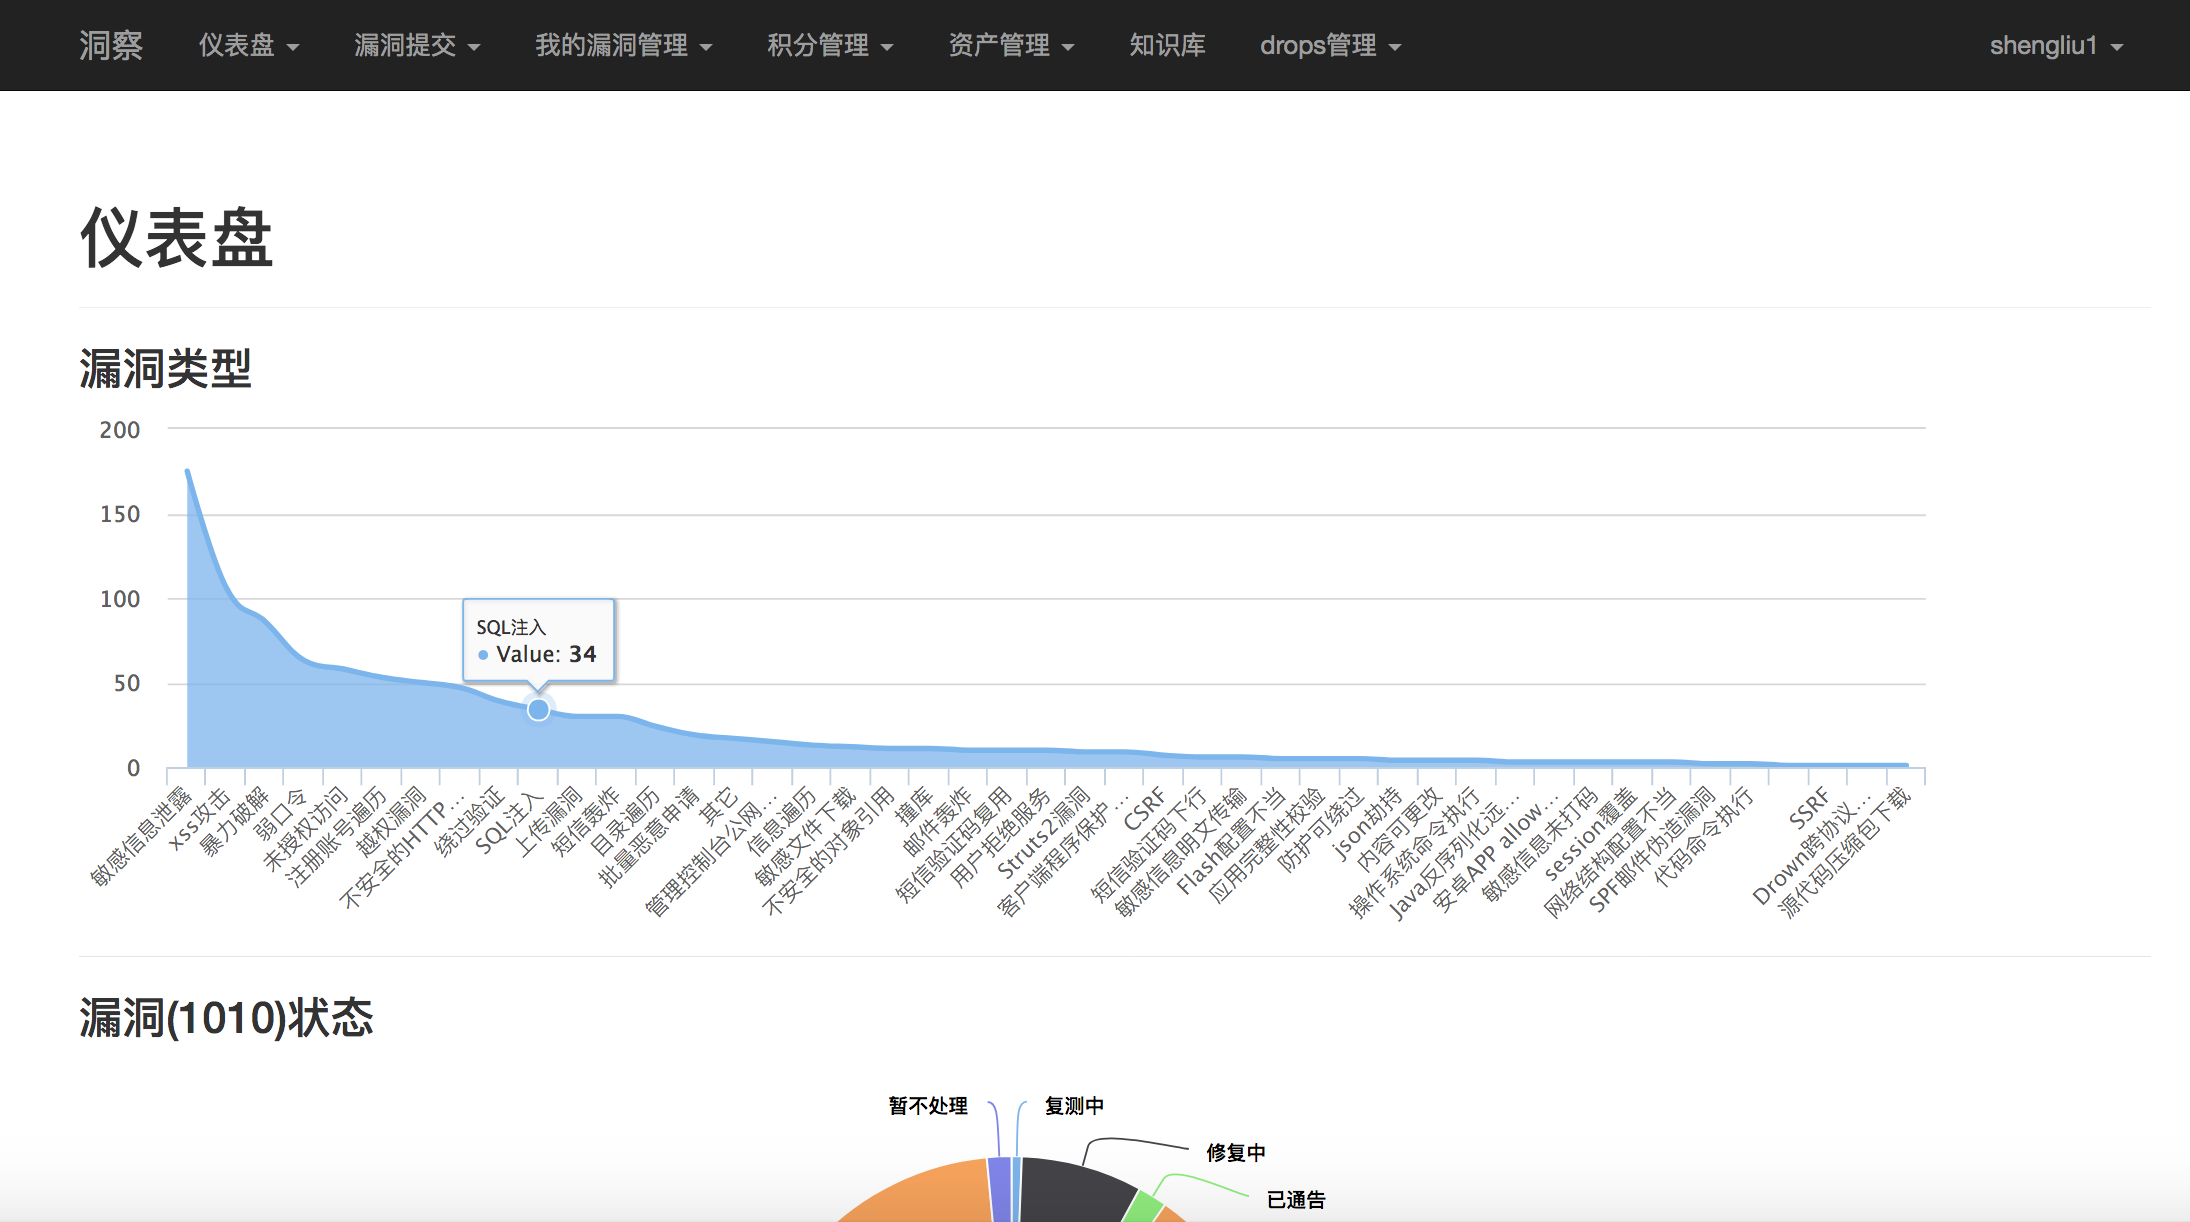 洞察 仪表盘 漏洞提交 我的漏洞管理 积分管理 资产管理 知识库 drops管理 shengliu1
仪表盘
漏洞类型
200
150
100
50
0
SQL注入
Value: 34
敏感信息泄露
xss攻击
暴力破解
弱口令
未授权访问
注册账号遍历
越权漏洞
不安全的HTTP …
绕过验证
SQL注入
上传漏洞
短信轰炸
目录遍历
批量恶意申请
其它
管理控制台公网…
信息遍历
敏感文件下载
不安全的对象引用
撞库
邮件轰炸
短信验证码复用
用户拒绝服务
Struts2漏洞
客户端程序保护 …
CSRF
短信验证码下行
敏感信息明文传输
Flash配置不当
应用完整性校验
防护可绕过
json劫持
内容可更改
操作系统命令执行
Java反序列化远…
安卓APP allow…
敏感信息未打码
session覆盖
网络结构配置不当
SPF邮件伪造漏洞
代码命令执行
SSRF
Drown跨协议…
源代码压缩包下载
漏洞(1010)状态
暂不处理
复测中
修复中
已通告